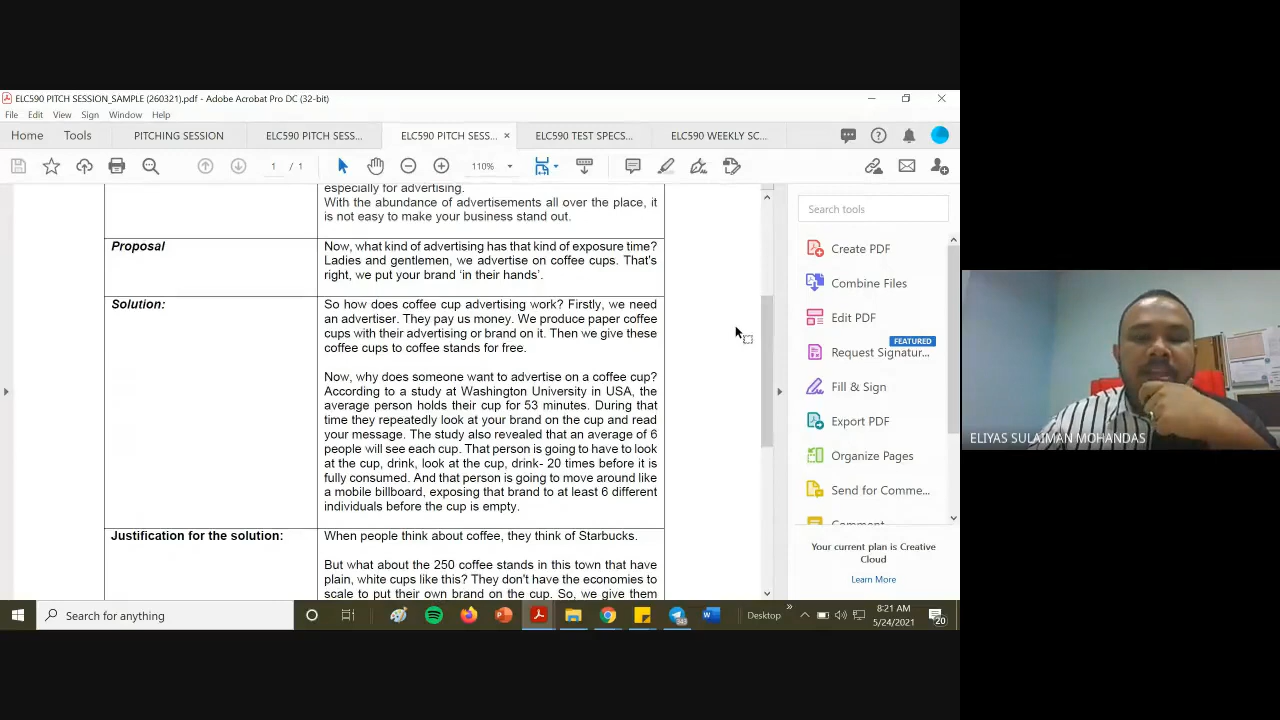 ELC590 PITCH SESSION_SAMPLE (260321).pdf - Adobe Acrobat Pro DC (32-bit)
File Edit View Sign Window Help
Home Tools PITCHING SESSION ELC590 PITCH SESS... ELC590 PITCH SESS... × ELC590 TEST SPECS... ELC590 WEEKLY SC...
1 / 1 110%
especially for advertising.
With the abundance of advertisements all over the place, it
is not easy to make your business stand out.
Proposal
Now, what kind of advertising has that kind of exposure time?
Ladies and gentlemen, we advertise on coffee cups. That's
right, we put your brand 'in their hands'.
Solution:
So how does coffee cup advertising work? Firstly, we need
an advertiser. They pay us money. We produce paper coffee
cups with their advertising or brand on it. Then we give these
coffee cups to coffee stands for free.
Now, why does someone want to advertise on a coffee cup?
According to a study at Washington University in USA, the
average person holds their cup for 53 minutes. During that
time they repeatedly look at your brand on the cup and read
your message. The study also revealed that an average of 6
people will see each cup. That person is going to have to look
at the cup, drink, look at the cup, drink- 20 times before it is
fully consumed. And that person is going to move around like
a mobile billboard, exposing that brand to at least 6 different
individuals before the cup is empty.
Justification for the solution:
When people think about coffee, they think of Starbucks.
But what about the 250 coffee stands in this town that have
plain, white cups like this? They don't have the economies to
scale to put their own brand on the cup. So, we give them
Search tools
Create PDF
Combine Files
Edit PDF
FEATURED
Request Signatur...
Fill & Sign
Export PDF
Organize Pages
Send for Comme...
Comment
Your current plan is Creative
Cloud
Learn More
ELIYAS SULAIMAN MOHANDAS
Search for anything
Desktop
8:21 AM
5/24/2021
20